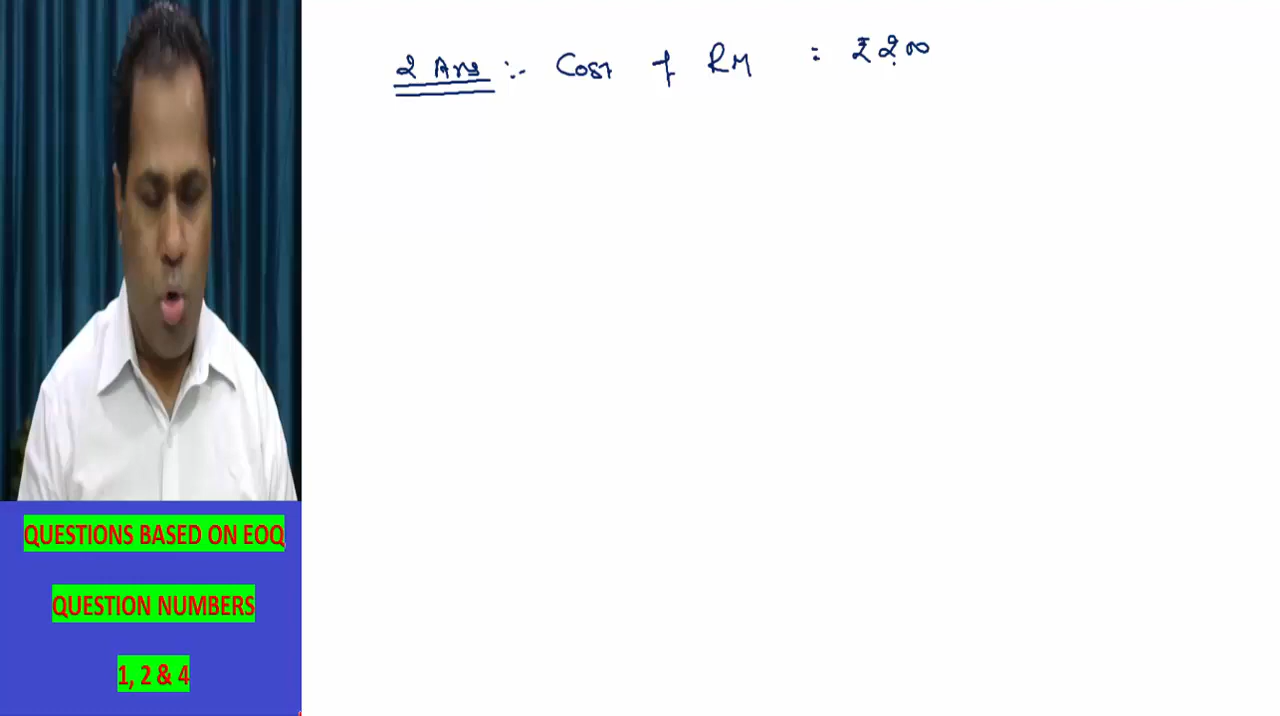 2 Ans :- Cost of RM : ₹200
QUESTIONS BASED ON EOQ
QUESTION NUMBERS
1, 2 & 4